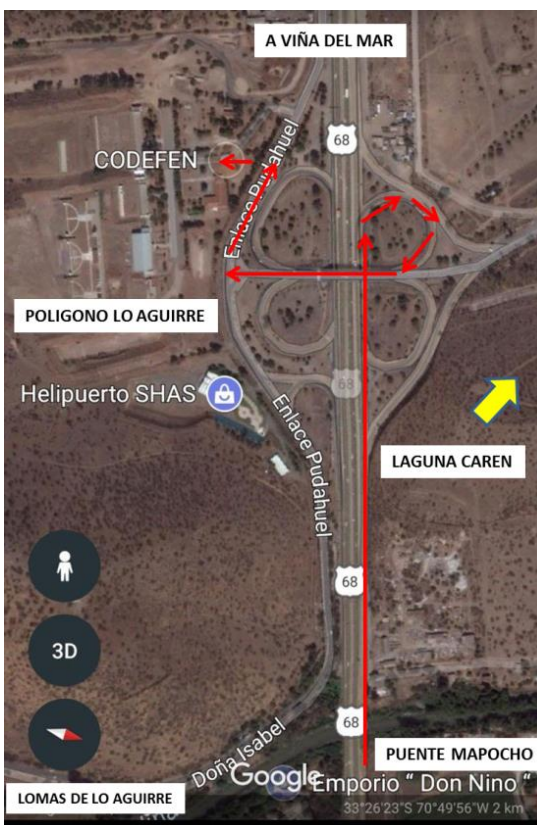 A VIÑA DEL MAR
68
CODEFEN
Enlace Pudahuel
POLIGONO LO AGUIRRE
Helipuerto SHAS
68
Enlace Pudahuel
LAGUNA CAREN
68
3D
68
Doña Isabel
PUENTE MAPOCHO
Google
Emporio " Don Nino "
LOMAS DE LO AGUIRRE
33°26'23"S 70°49'56"W 2 km